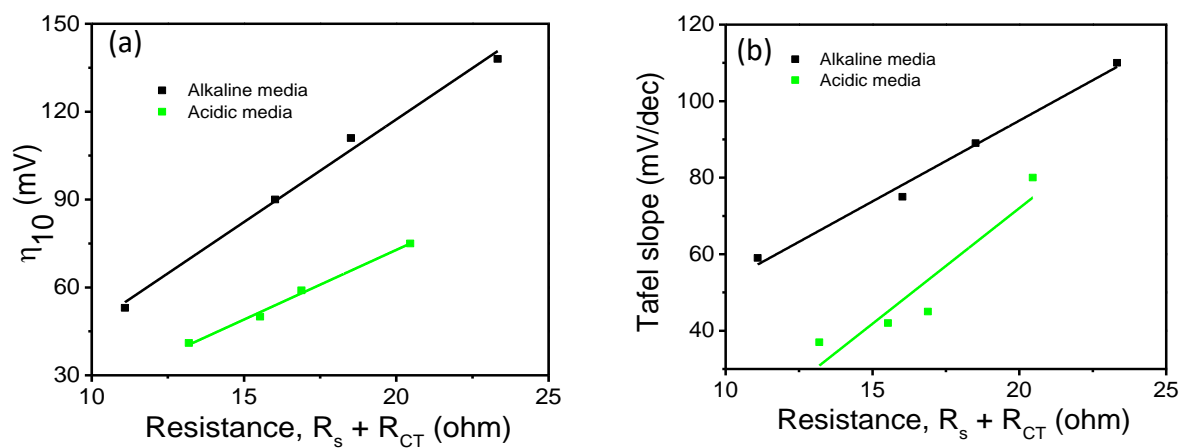 (a)
Alkaline media
Acidic media
η10 (mV)
150
120
90
60
30
10
15
20
25
Resistance, Rs + RCT (ohm)
(b)
Alkaline media
Acidic media
Tafel slope (mV/dec)
120
100
80
60
40
10
15
20
25
Resistance, Rs + RCT (ohm)